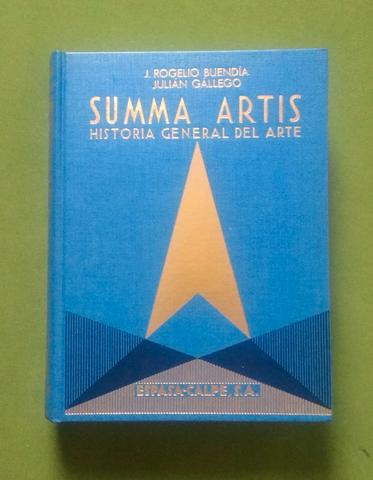 J. ROGELIO BUENDÍA
JULIÁN GÁLLEGO
SUMMA ARTIS
HISTORIA GENERAL DEL ARTE
ESPASA-CALPE, S.A.